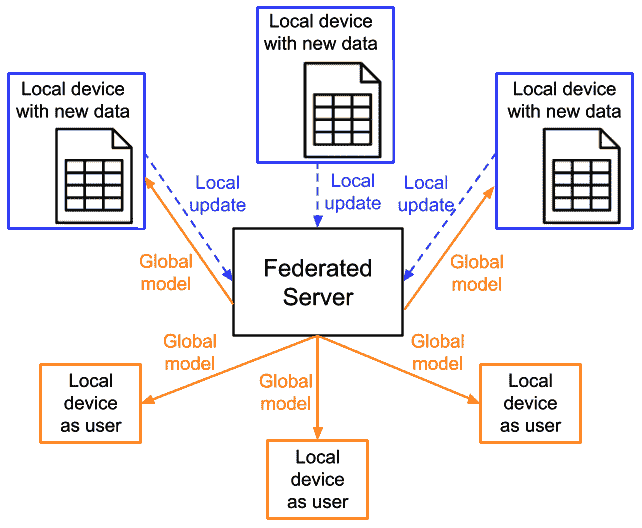 Local device
with new data
Local device
with new data
Local device
with new data
Local
update
Local
update
Local
update
Federated
Server
Global
model
Global
model
Global
model
Global
model
Global
model
Local
device
as user
Local
device
as user
Local
device
as user